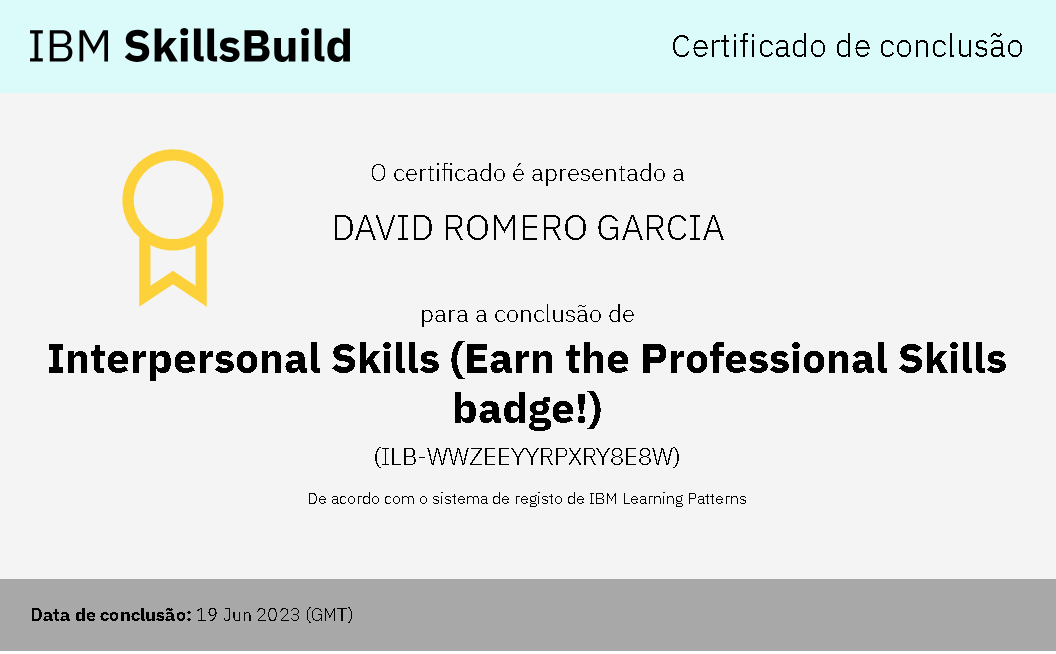 IBM SkillsBuild
Certificado de conclusão
O certificado é apresentado a
DAVID ROMERO GARCIA
para a conclusão de
Interpersonal Skills (Earn the Professional Skills
badge!)
(ILB-WWZEEYYRPXRY8E8W)
De acordo com o sistema de registo de IBM Learning Patterns
Data de conclusão: 19 Jun 2023 (GMT)